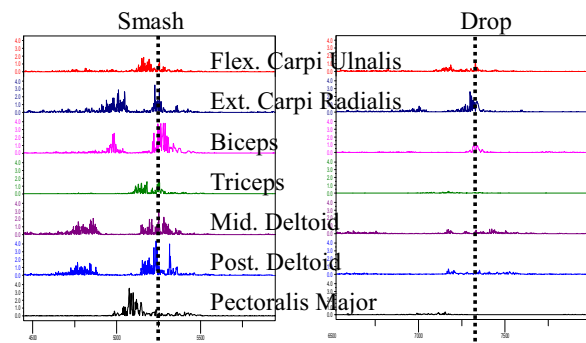 Smash
Drop
Flex. Carpi Ulnalis
Ext. Carpi Radialis
Biceps
Triceps
Mid. Deltoid
Post. Deltoid
Pectoralis Major
4500 5000 5500
6500 7000 7500